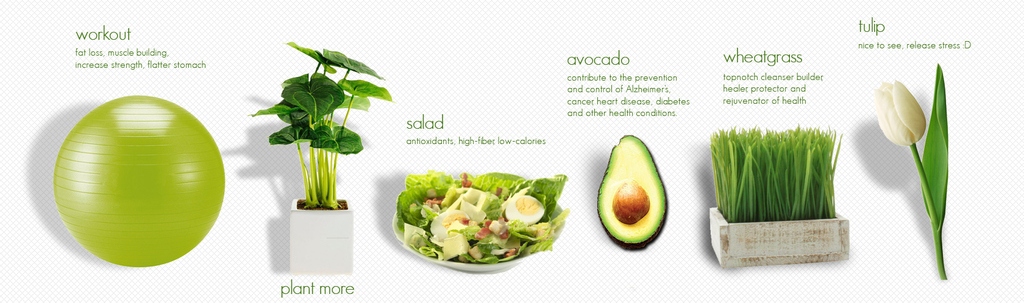 workout
fat loss, muscle building,
increase strength, flatter stomach
plant more
salad
antioxidants, high-fiber, low-calories
avocado
contribute to the prevention
and control of Alzheimer's,
cancer, heart disease, diabetes
and other health conditions.
wheatgrass
topnotch cleanser builder,
healer, protector and
rejuvenator of health
tulip
nice to see, release stress :D